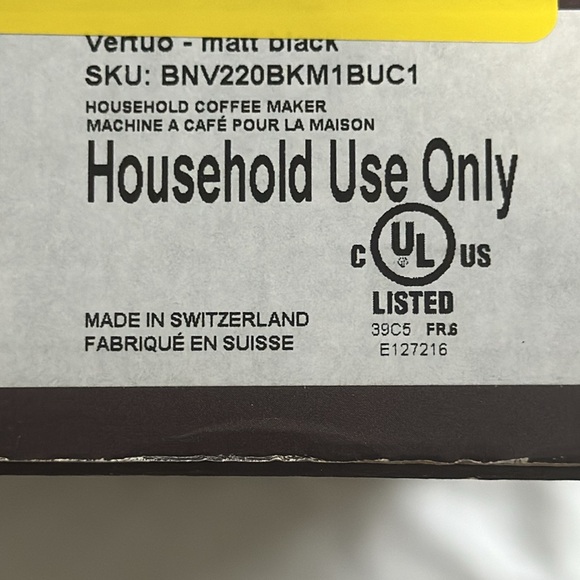 Vertuo - matt black
SKU: BNV220BKM1BUC1
HOUSEHOLD COFFEE MAKER
MACHINE A CAFÉ POUR LA MAISON
Household Use Only
C UL US
LISTED
MADE IN SWITZERLAND
39C5 FR.6
FABRIQUÉ EN SUISSE
E127216